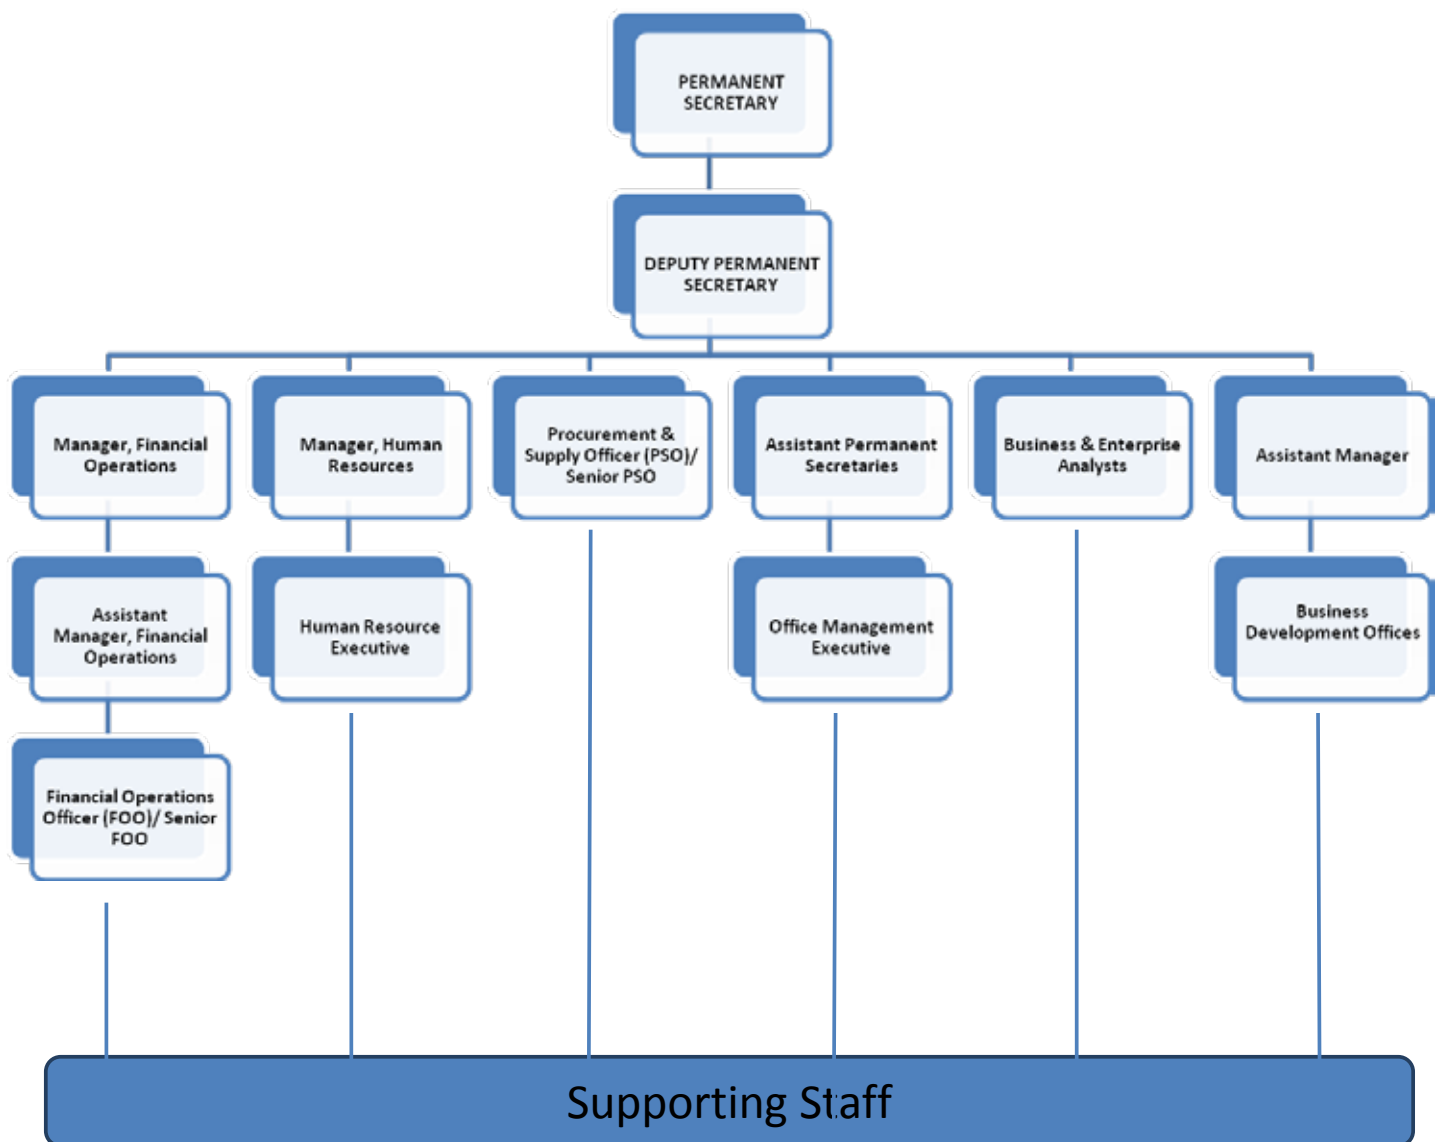 PERMANENT
SECRETARY
DEPUTY PERMANENT
SECRETARY
Manager, Financial
Operations
Manager, Human
Resources
Procurement &
Supply Officer (PSO)/
Senior PSO
Assistant Permanent
Secretaries
Business & Enterprise
Analysts
Assistant Manager
Assistant
Manager, Financial
Operations
Human Resource
Executive
Office Management
Executive
Business
Development Offices
Financial Operations
Officer (FOO)/ Senior
FOO
Supporting Staff